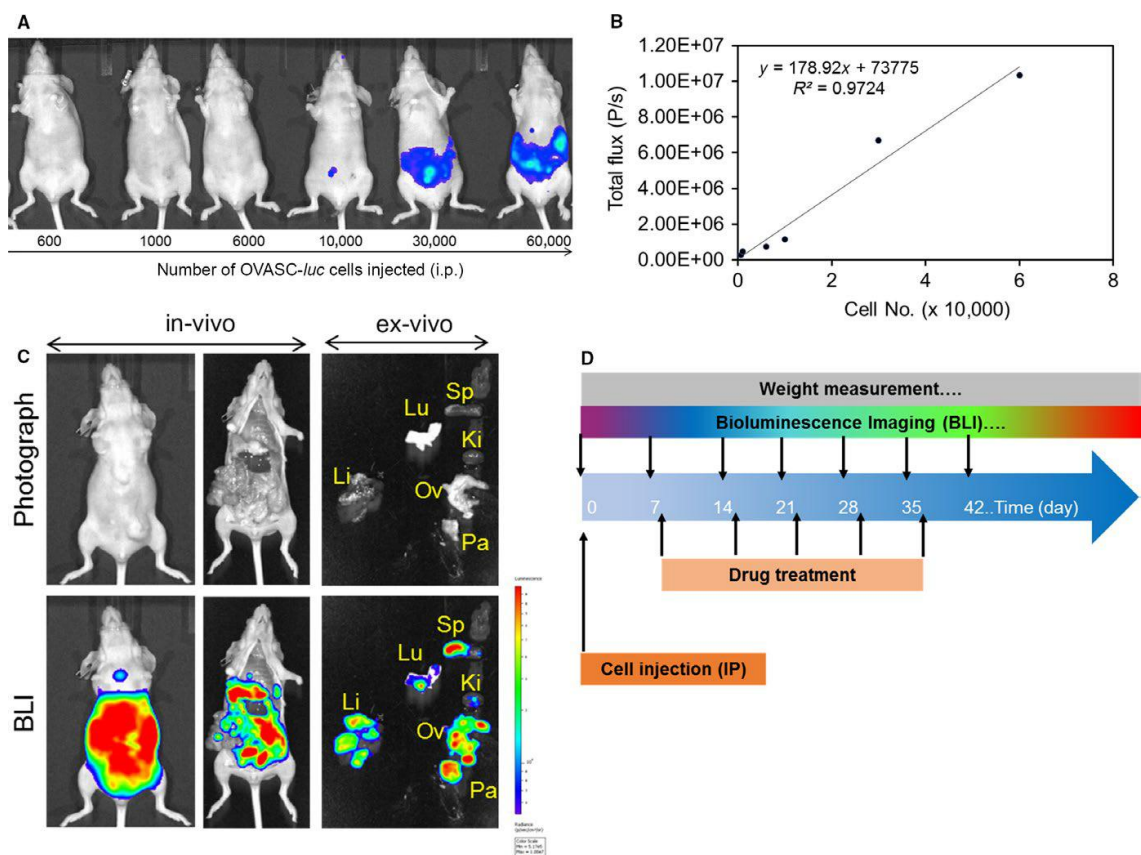 A
600 1000 6000 10,000 30,000 60,000
Number of OVASC-luc cells injected (i.p.)
B
1.20E+07
1.00E+07
8.00E+06
6.00E+06
4.00E+06
2.00E+06
0.00E+00
Total flux (P/s)
y = 178.92x + 73775
R² = 0.9724
0 2 4 6 8
Cell No. (x 10,000)
C
in-vivo ex-vivo
Photograph
Sp
Lu
Ki
Li
Ov
Pa
BLI
Sp
Lu
Ki
Li
Ov
Pa
Luminescence
Radiance
Color Scale
D
Weight measurement....
Bioluminescence Imaging (BLI)....
0 7 14 21 28 35 42..Time (day)
Drug treatment
Cell injection (IP)